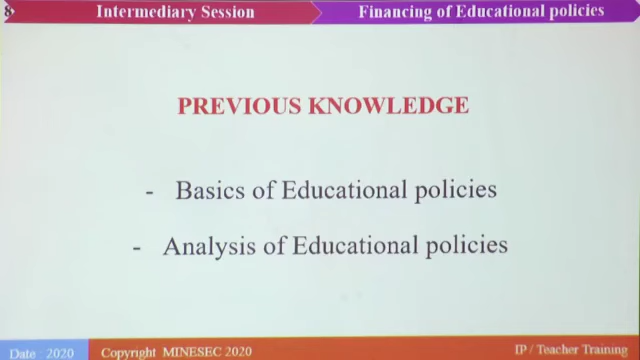 8 Intermediary Session Financing of Educational policies
PREVIOUS KNOWLEDGE
- Basics of Educational policies
- Analysis of Educational policies
Date 2020 Copyright MINESEC 2020 IP / Teacher Training